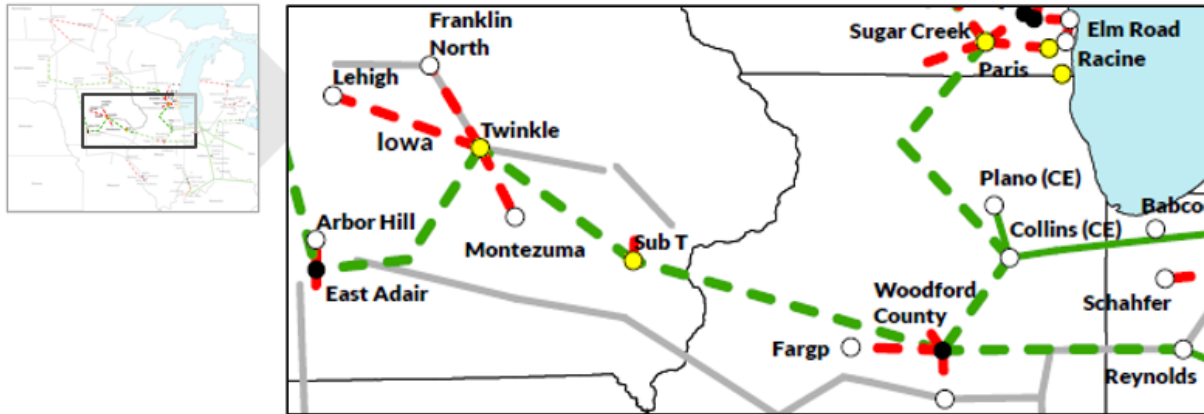 Franklin
North
Lehigh
Iowa
Twinkle
Arbor Hill
Montezuma
Sub T
East Adair
Sugar Creek
Elm Road
Racine
Paris
Plano (CE)
Collins (CE)
Babco
Woodford
County
Schahfer
Fargp
Reynolds